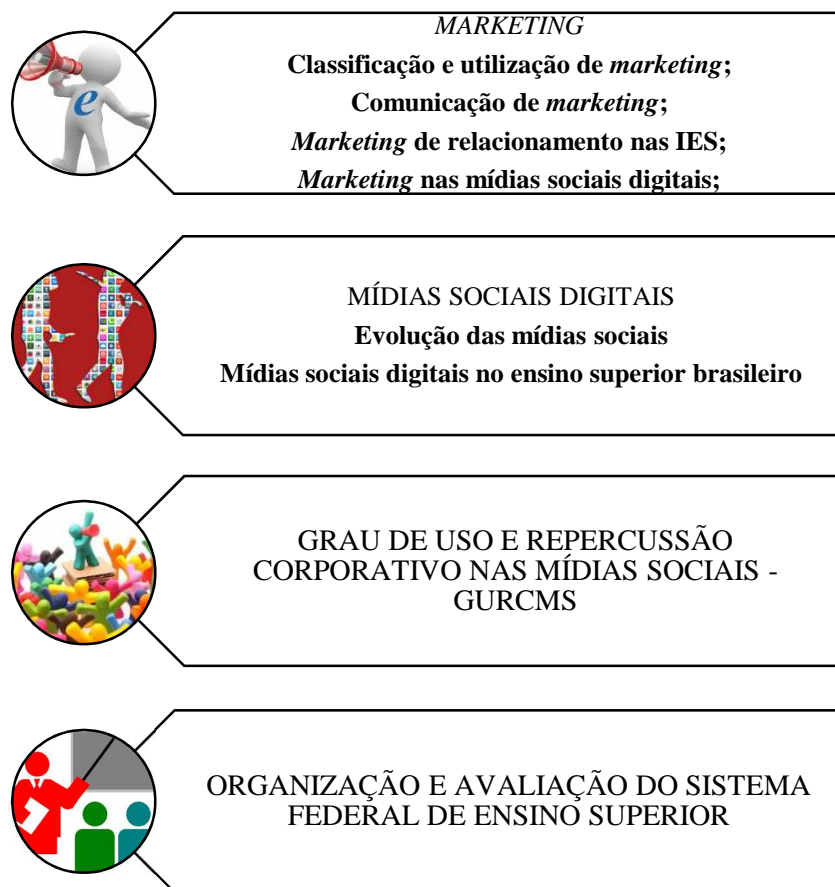 MARKETING
Classificação e utilização de marketing;
Comunicação de marketing;
Marketing de relacionamento nas IES;
Marketing nas mídias sociais digitais;
e
MÍDIAS SOCIAIS DIGITAIS
Evolução das mídias sociais
Mídias sociais digitais no ensino superior brasileiro
GRAU DE USO E REPERCUSSÃO
CORPORATIVO NAS MÍDIAS SOCIAIS -
GURCMS
ORGANIZAÇÃO E AVALIAÇÃO DO SISTEMA
FEDERAL DE ENSINO SUPERIOR